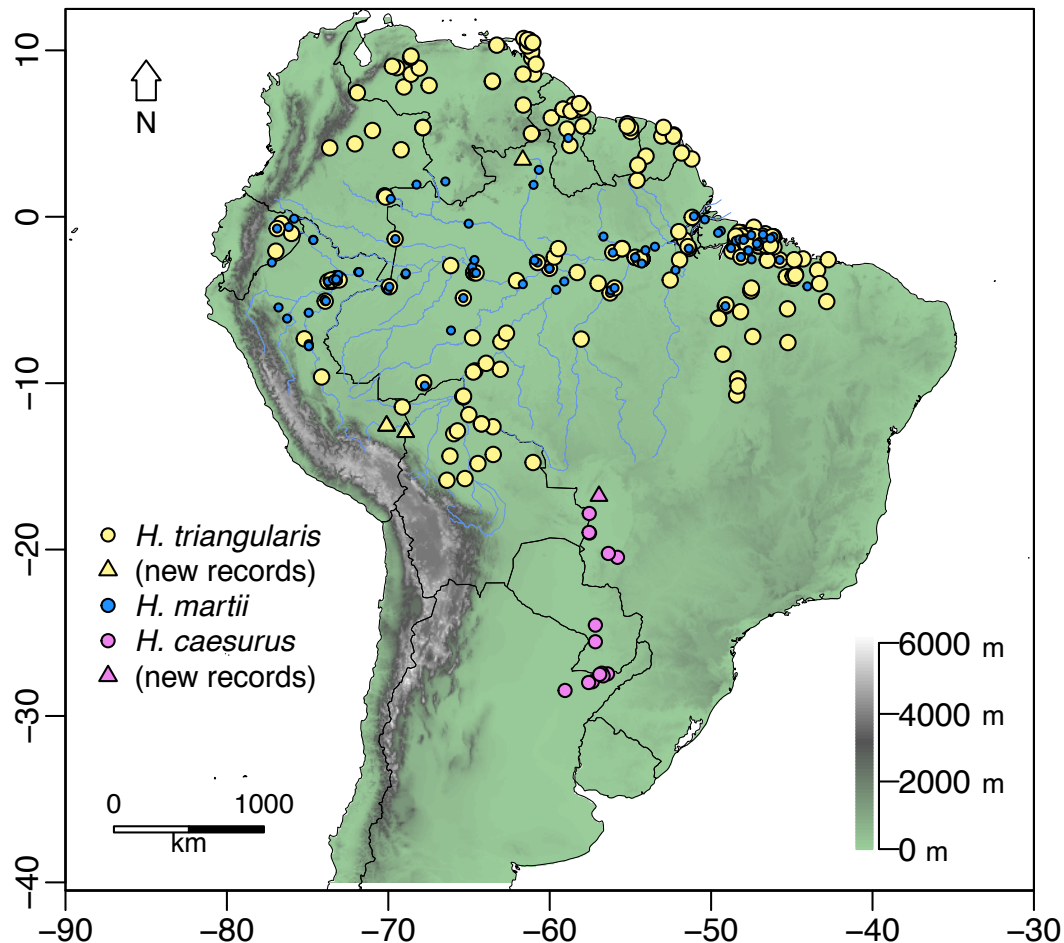 10
0
−10
−20
−30
−40
N
H. triangularis
(new records)
H. martii
H. caesurus
(new records)
0 1000
km
6000 m
4000 m
2000 m
0 m
−90 −80 −70 −60 −50 −40 −30